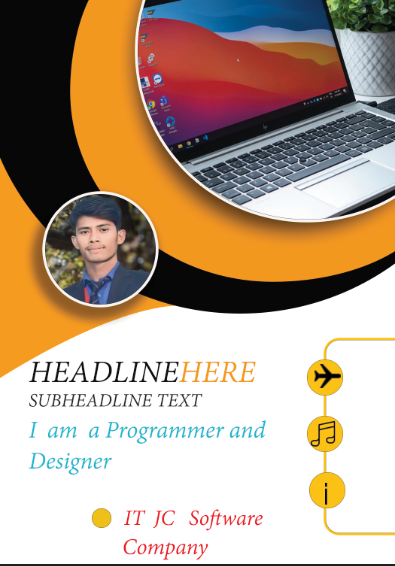 HEADLINEHERE
SUBHEADLINE TEXT
I am a Programmer and
Designer
i
IT JC Software
Company